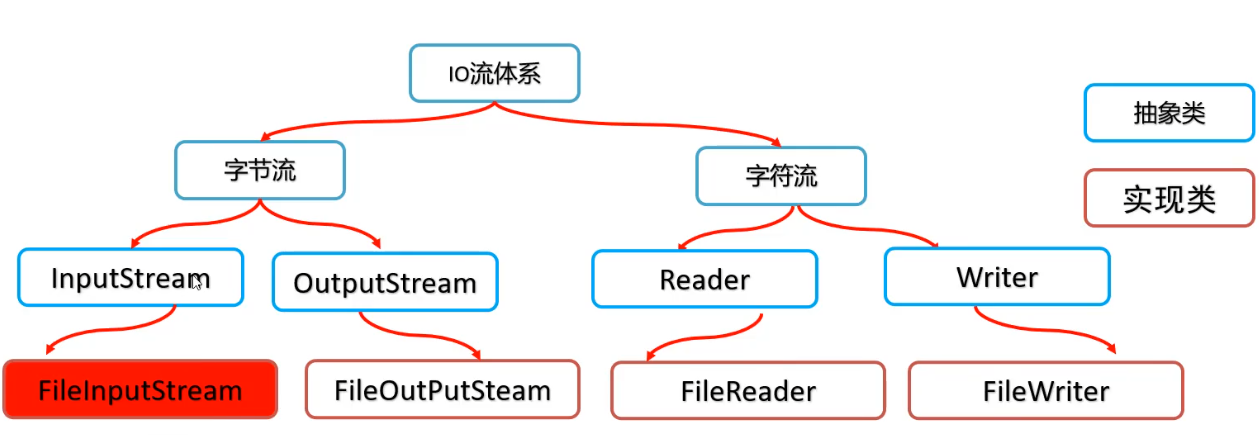 IO流体系
抽象类
字节流
字符流
实现类
InputStream
OutputStream
Reader
Writer
FileInputStream
FileOutPutSteam
FileReader
FileWriter